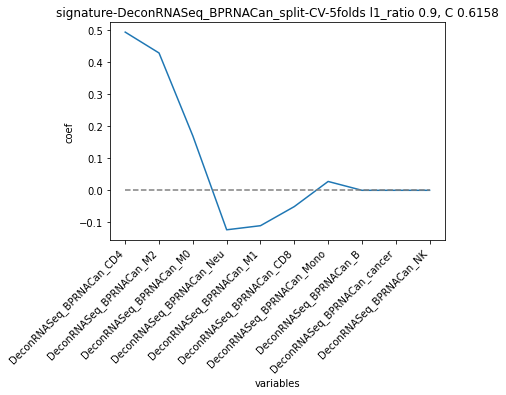 signature-DeconRNASeq_BPRNACan_split-CV-5folds l1_ratio 0.9, C 0.6158
0.5
0.4
0.3
0.2
0.1
0.0
−0.1
coef
DeconRNASeq_BPRNACan_CD4
DeconRNASeq_BPRNACan_M2
DeconRNASeq_BPRNACan_M0
DeconRNASeq_BPRNACan_Neu
DeconRNASeq_BPRNACan_M1
DeconRNASeq_BPRNACan_CD8
DeconRNASeq_BPRNACan_Mono
DeconRNASeq_BPRNACan_B
DeconRNASeq_BPRNACan_cancer
DeconRNASeq_BPRNACan_NK
variables